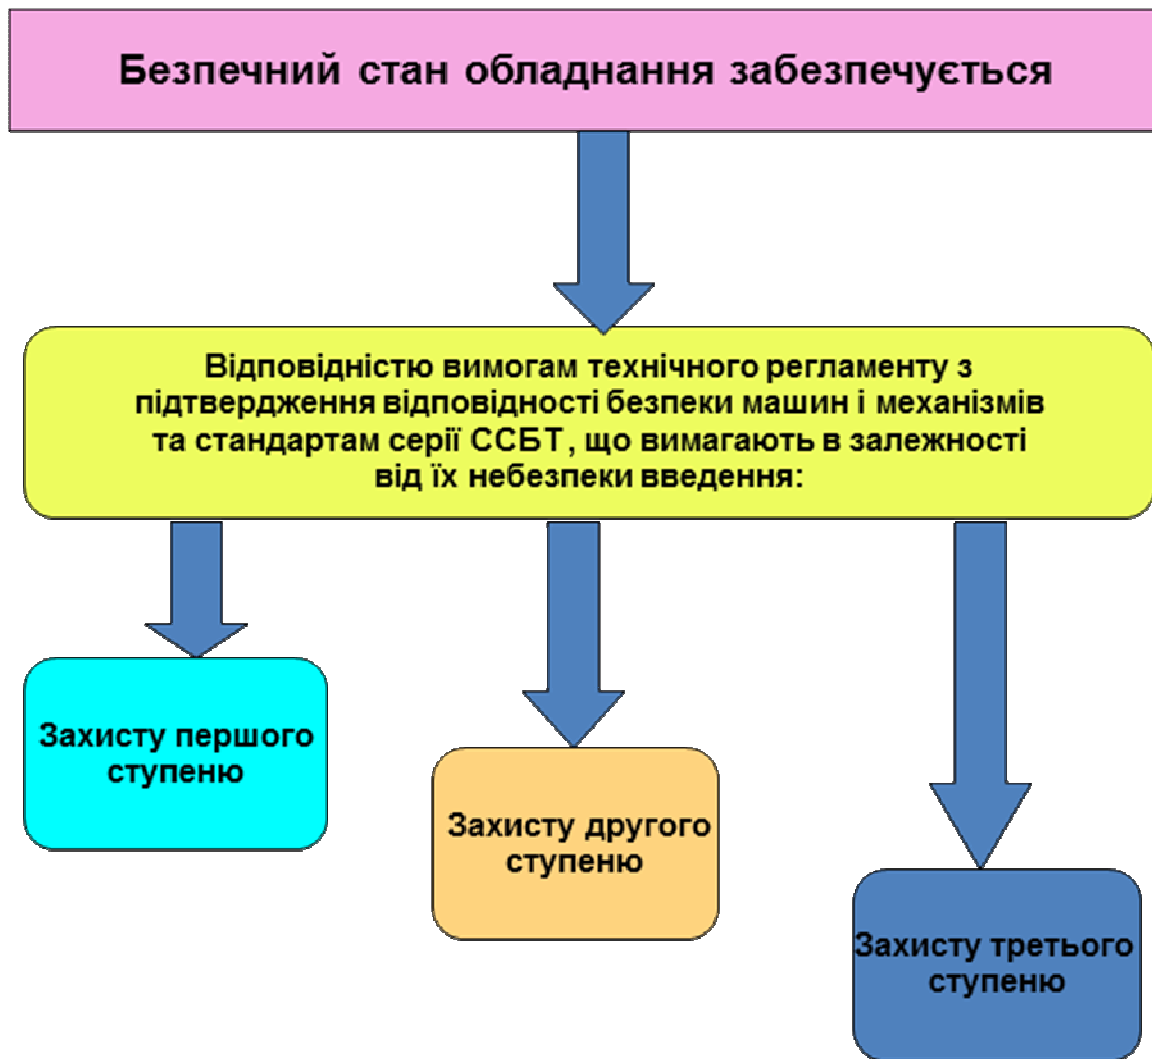 Безпечний стан обладнання забезпечується
Відповідністю вимогам технічного регламенту з
підтвердження відповідності безпеки машин і механізмів
та стандартам серії ССБТ, що вимагають в залежності
від їх небезпеки введення:
Захисту першого
ступеню
Захисту другого
ступеню
Захисту третього
ступеню